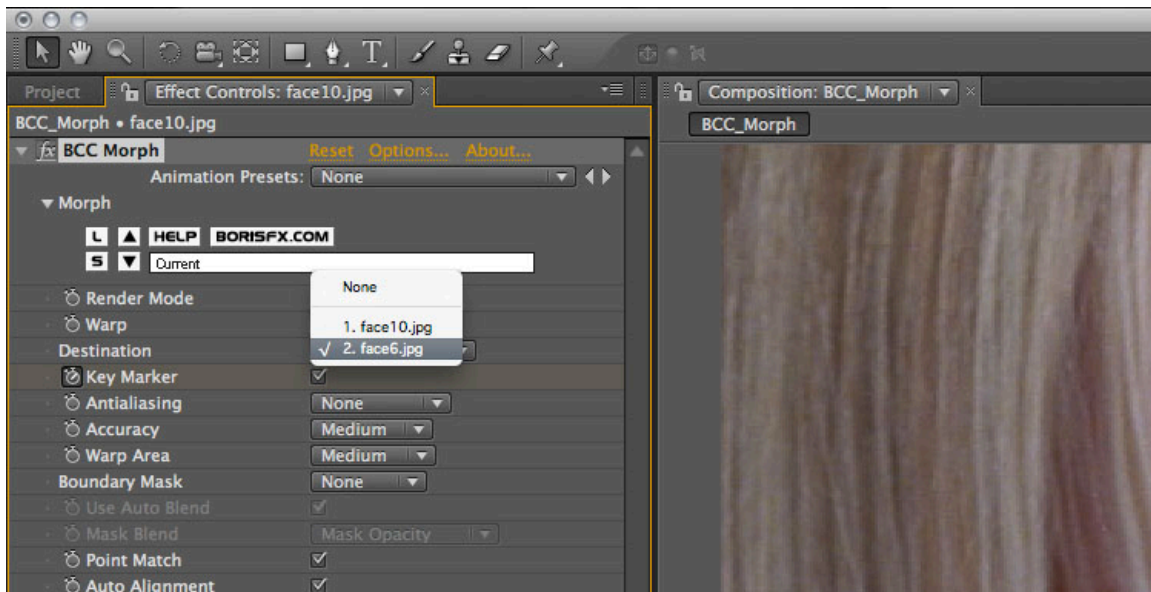 Project
Effect Controls: face10.jpg
Composition: BCC_Morph
BCC_Morph • face10.jpg
BCC_Morph
fx BCC Morph Reset Options... About...
Animation Presets: None
Morph
L HELP BORISFX.COM
S Current
None
Render Mode
Warp
1. face10.jpg
Destination
√ 2. face6.jpg
Key Marker
Antialiasing None
Accuracy Medium
Warp Area Medium
Boundary Mask None
Use Auto Blend
Mask Blend Mask Opacity
Point Match
Auto Alignment